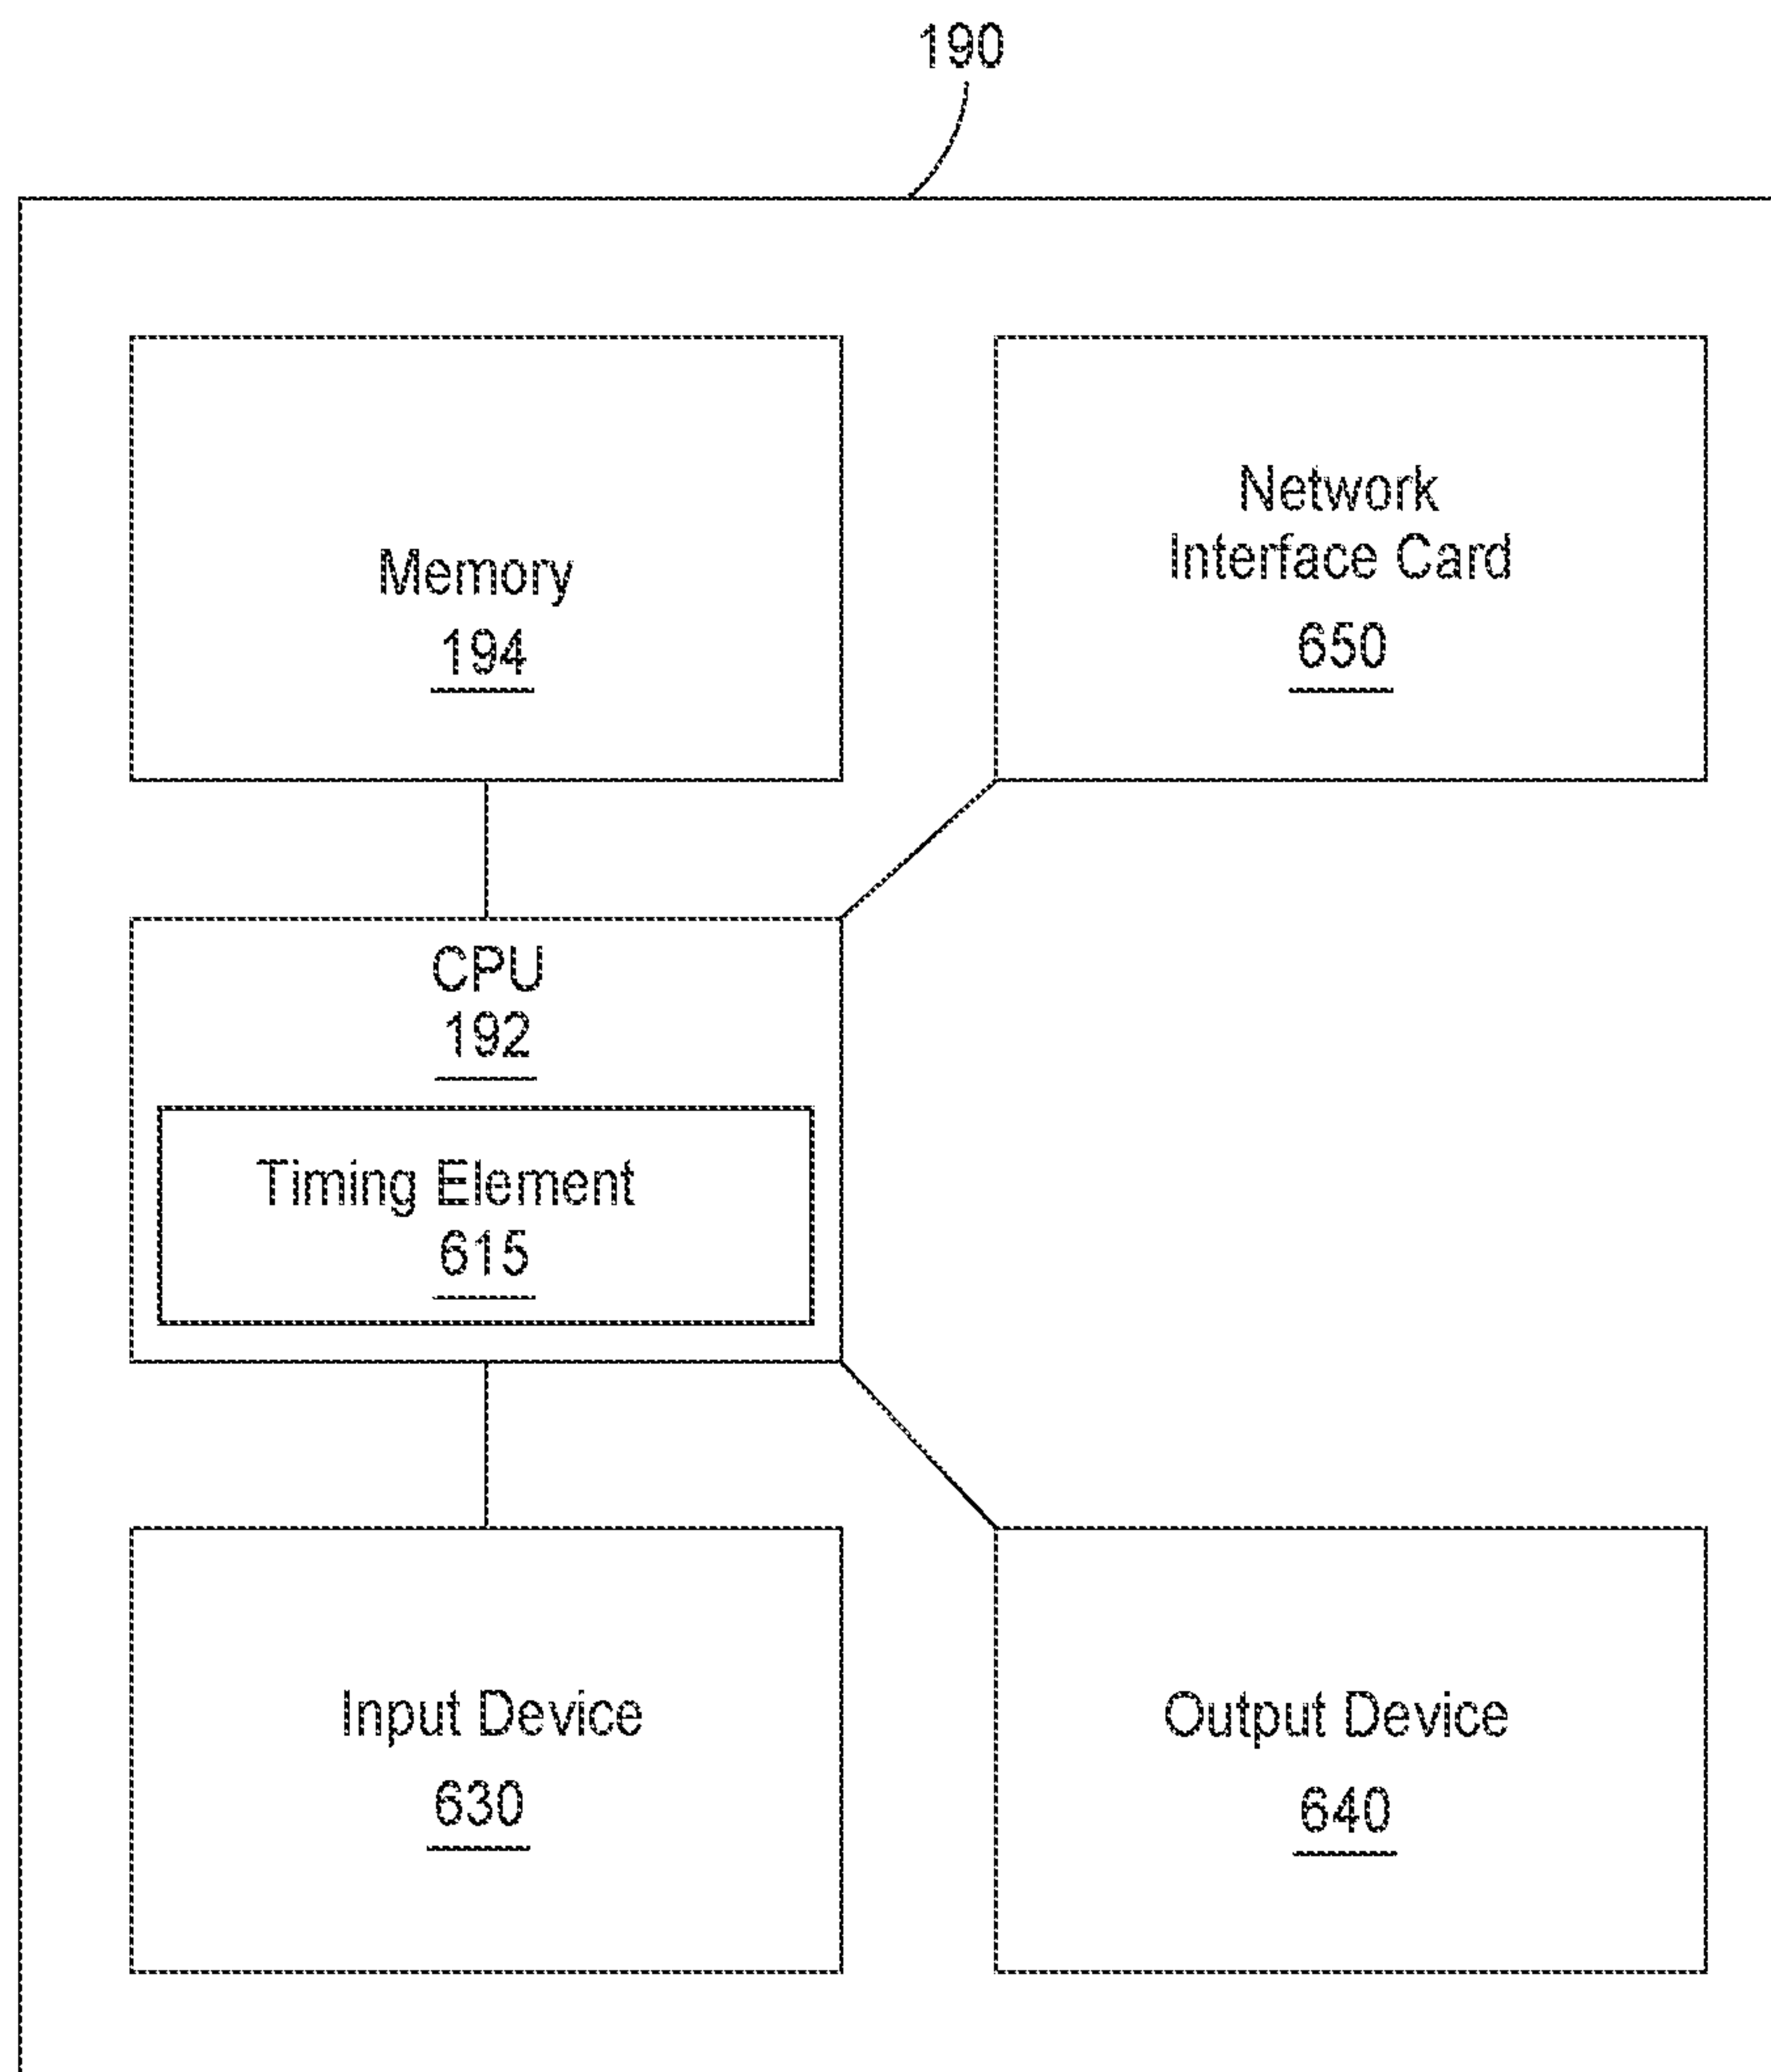 190
Memory
194
Network
Interface Card
650
CPU
192
Timing Element
615
Input Device
630
Output Device
640